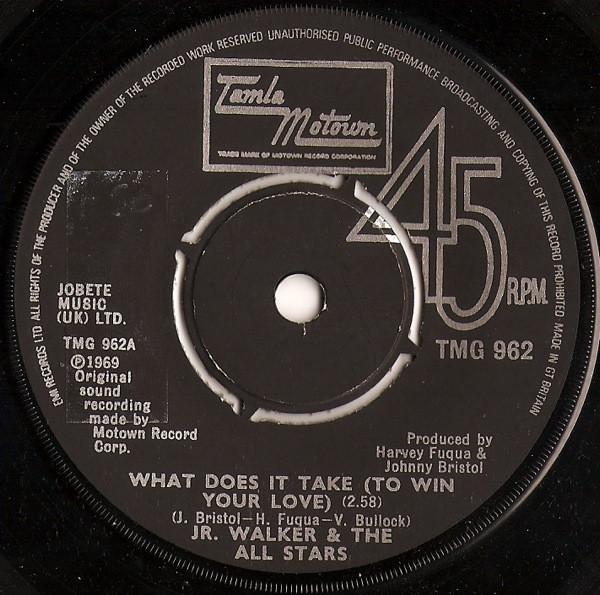 EMI RECORDS LTD ALL RIGHTS OF THE PRODUCER AND OF THE OWNER OF THE RECORDED WORK RESERVED UNAUTHORISED PUBLIC PERFORMANCE BROADCASTING AND COPYING OF THIS RECORD PROHIBITED MADE IN GT BRITAIN
Tamla
Motown
TRADE MARK OF MOTOWN RECORD CORPORATION
45
R.P.M.
TMG 962
JOBETE
MUSIC
(UK) LTD.
TMG 962A
Ⓟ1969
Original
sound
recording
made by
Motown Record
Corp.
Produced by
Harvey Fuqua &
Johnny Bristol
WHAT DOES IT TAKE (TO WIN
YOUR LOVE) (2.58)
(J. Bristol–H. Fuqua–V. Bullock)
JR. WALKER & THE
ALL STARS